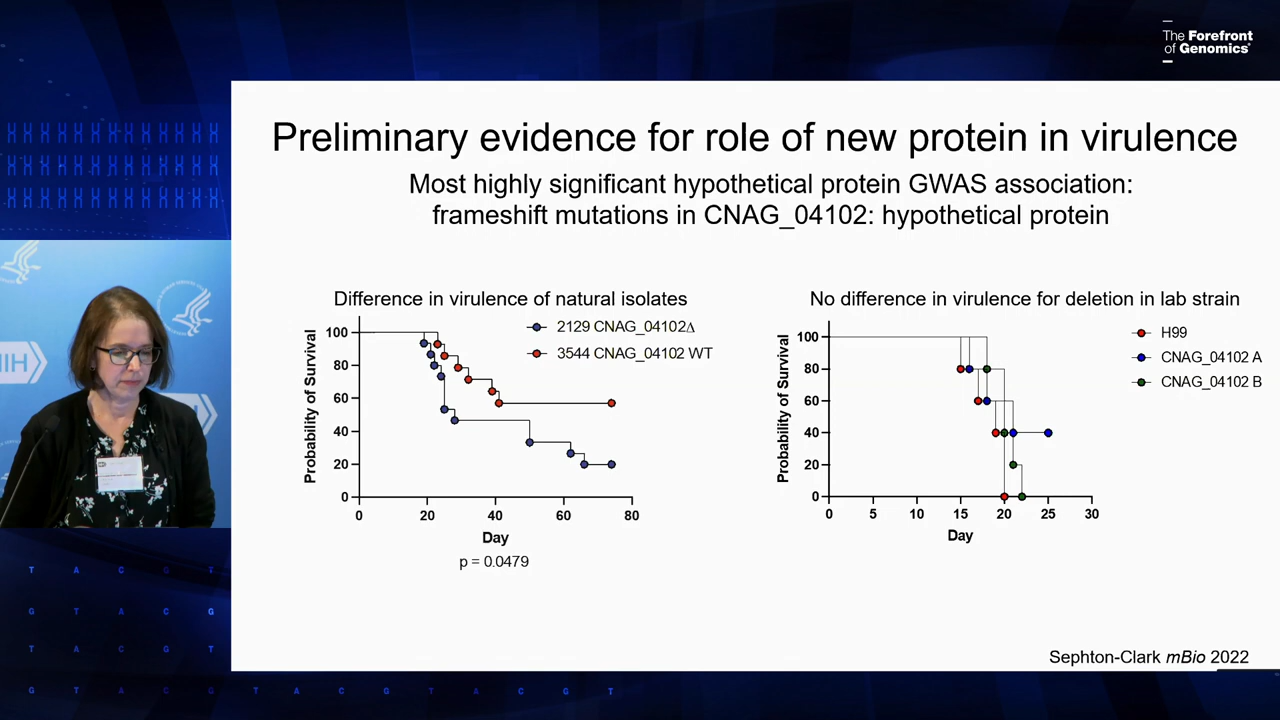 The Forefront
of Genomics®
Preliminary evidence for role of new protein in virulence
Most highly significant hypothetical protein GWAS association:
frameshift mutations in CNAG_04102: hypothetical protein
Difference in virulence of natural isolates
2129 CNAG_04102Δ
3544 CNAG_04102 WT
Probability of Survival
100
80
60
40
20
0
0 20 40 60 80
Day
p = 0.0479
No difference in virulence for deletion in lab strain
H99
CNAG_04102 A
CNAG_04102 B
Probability of Survival
100
80
60
40
20
0
0 5 10 15 20 25 30
Day
Sephton-Clark mBio 2022
NIH
T A C G T
G T A C G
T A C G T
G T A C G T A C G T A C G T